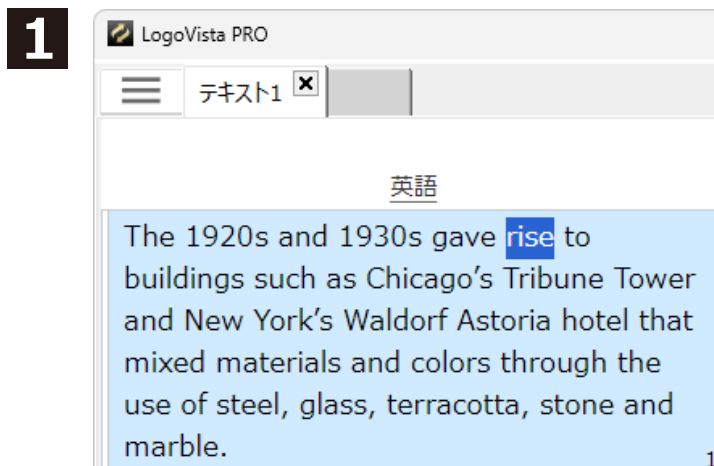 1
LogoVista PRO
テキスト1
英語
The 1920s and 1930s gave rise to
buildings such as Chicago’s Tribune Tower
and New York’s Waldorf Astoria hotel that
mixed materials and colors through the
use of steel, glass, terracotta, stone and
marble.
1